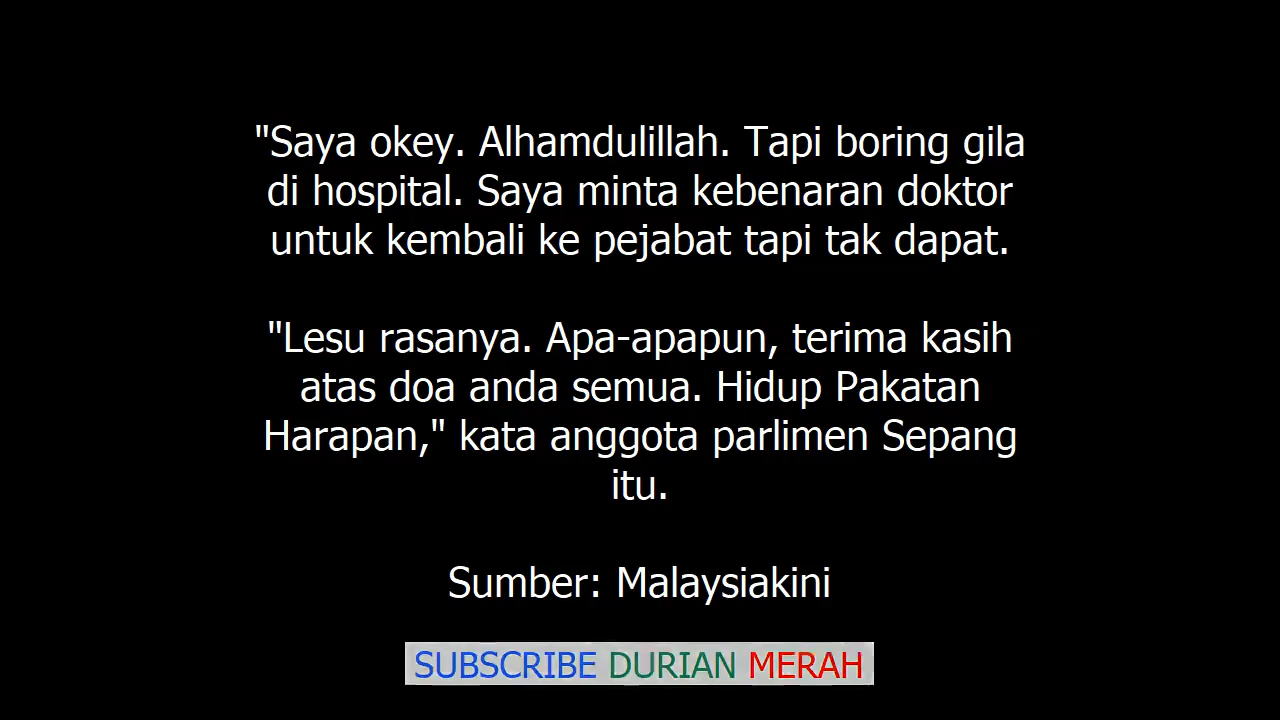 "Saya okey. Alhamdulillah. Tapi boring gila
di hospital. Saya minta kebenaran doktor
untuk kembali ke pejabat tapi tak dapat.
"Lesu rasanya. Apa-apapun, terima kasih
atas doa anda semua. Hidup Pakatan
Harapan," kata anggota parlimen Sepang
itu.
Sumber: Malaysiakini
SUBSCRIBE DURIAN MERAH